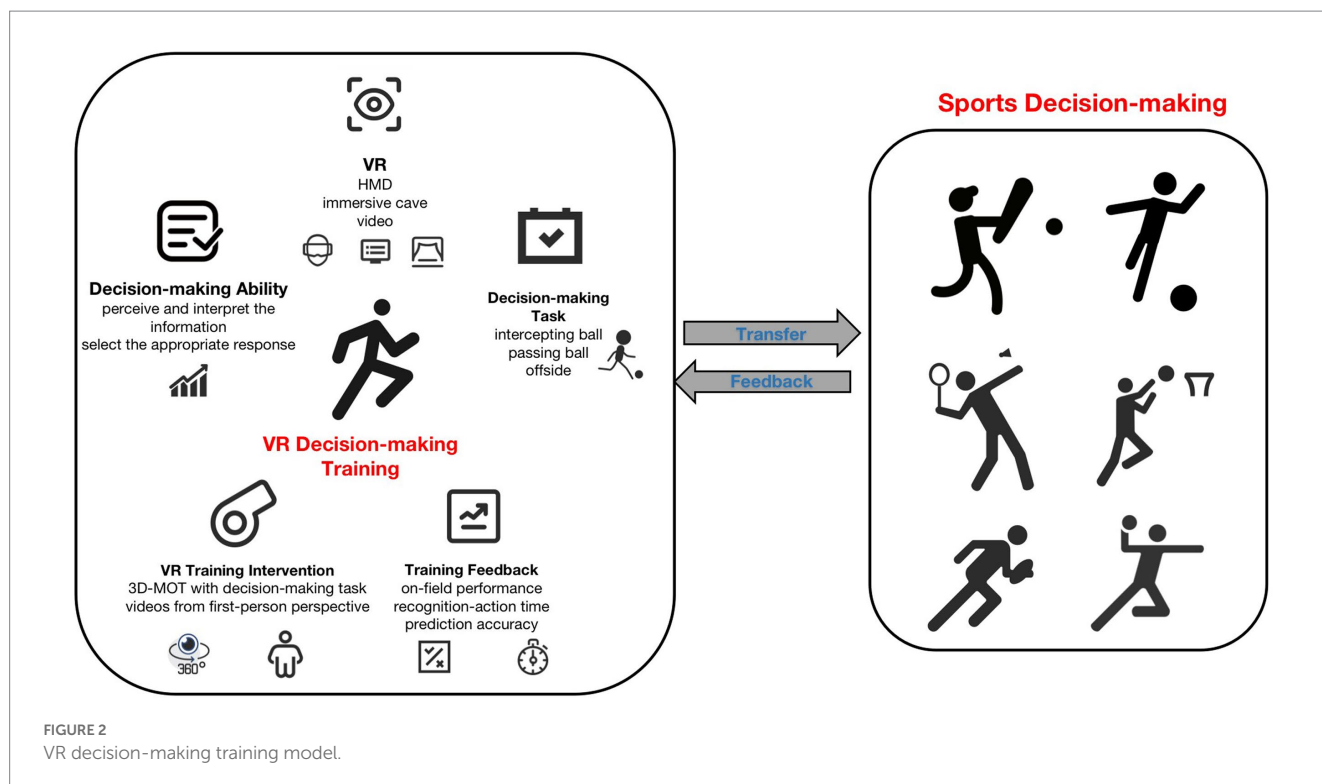 Sports Decision-making
VR
HMD
immersive cave
video
Decision-making Ability
perceive and interpret the
information
select the appropriate response
Decision-making
Task
intercepting ball
passing ball
offside
Transfer
Feedback
VR Decision-making
Training
VR Training Intervention
3D-MOT with decision-making task
videos from first-person perspective
360°
Training Feedback
on-field performance
recognition-action time
prediction accuracy
FIGURE 2
VR decision-making training model.